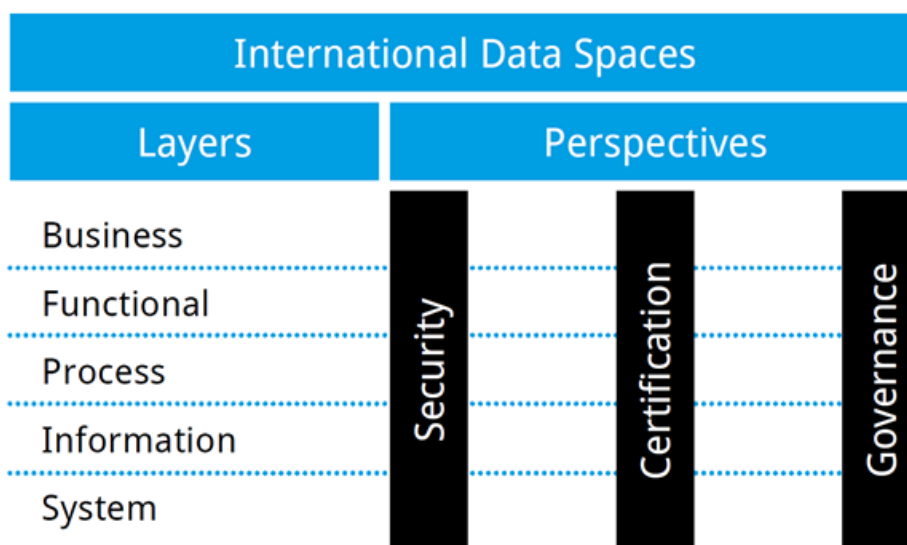 International Data Spaces
Layers
Perspectives
Business
Functional
Process
Information
System
Security
Certification
Governance